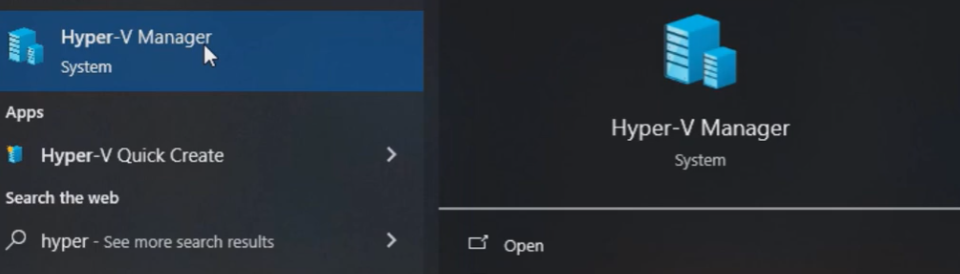 Hyper-V Manager
System
Apps
Hyper-V Quick Create
Search the web
hyper - See more search results
Hyper-V Manager
System
Open